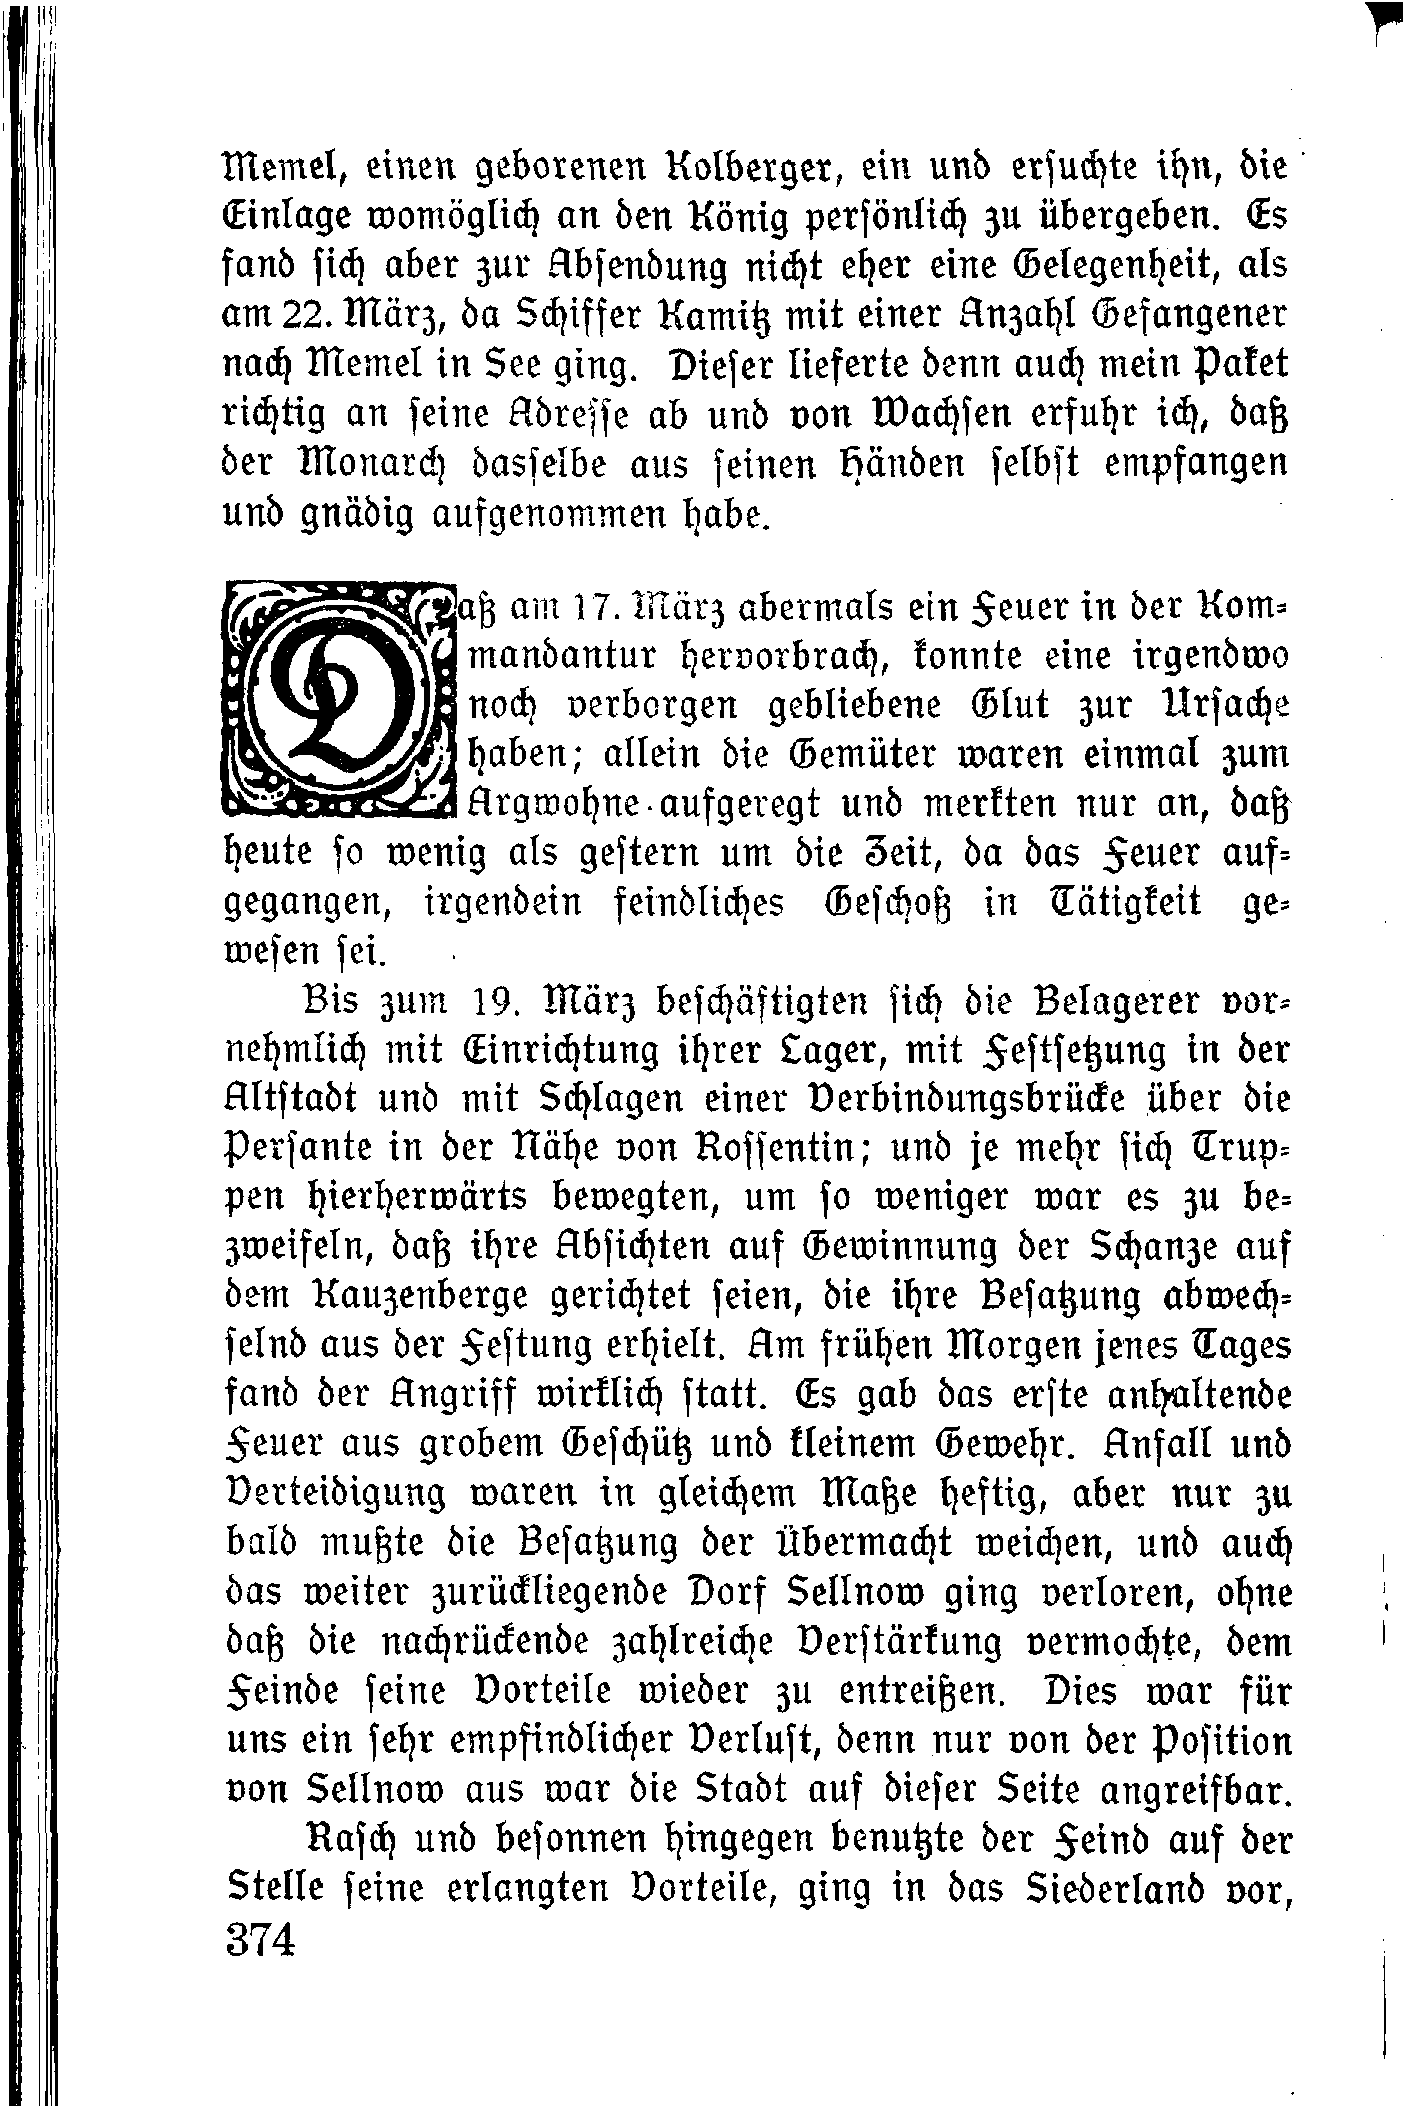 Memel, einen geborenen Kolberger, ein und ersuchte ihn, die
Einlage womöglich an den König persönlich zu übergeben. Es
fand sich aber zur Absendung nicht eher eine Gelegenheit, als
am 22. März, da Schiffer Kamitz mit einer Anzahl Gefangener
nach Memel in See ging. Dieser lieferte denn auch mein Paket
richtig an seine Adresse ab und von Wachsen erfuhr ich, daß
der Monarch dasselbe aus seinen Händen selbst empfangen
und gnädig aufgenommen habe.
Daß am 17. März abermals ein Feuer in der Kom-
mandantur hervorbrach, konnte eine irgendwo
noch verborgen gebliebene Glut zur Ursache
haben; allein die Gemüter waren einmal zum
Argwohne aufgeregt und merkten nur an, daß
heute so wenig als gestern um die Zeit, da das Feuer auf-
gegangen, irgendein feindliches Geschoß in Tätigkeit ge-
wesen sei.
Bis zum 19. März beschäftigten sich die Belagerer vor-
nehmlich mit Einrichtung ihrer Lager, mit Festsetzung in der
Altstadt und mit Schlagen einer Verbindungsbrücke über die
Persante in der Nähe von Rossentin; und je mehr sich Trup-
pen hierherwärts bewegten, um so weniger war es zu be-
zweifeln, daß ihre Absichten auf Gewinnung der Schanze auf
dem Kauzenberge gerichtet seien, die ihre Besatzung abwech-
selnd aus der Festung erhielt. Am frühen Morgen jenes Tages
fand der Angriff wirklich statt. Es gab das erste anhaltende
Feuer aus grobem Geschütz und kleinem Gewehr. Anfall und
Verteidigung waren in gleichem Maße heftig, aber nur zu
bald mußte die Besatzung der Übermacht weichen, und auch
das weiter zurückliegende Dorf Sellnow ging verloren, ohne
daß die nachrückende zahlreiche Verstärkung vermochte, dem
Feinde seine Vorteile wieder zu entreißen. Dies war für
uns ein sehr empfindlicher Verlust, denn nur von der Position
von Sellnow aus war die Stadt auf dieser Seite angreifbar.
Rasch und besonnen hingegen benutzte der Feind auf der
Stelle seine erlangten Vorteile, ging in das Siederland vor,
374